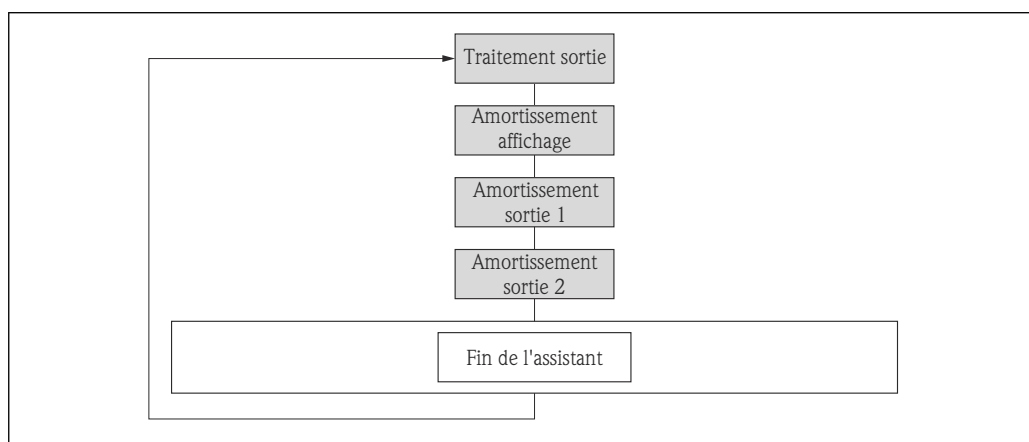 Traitement sortie
Amortissement
affichage
Amortissement
sortie 1
Amortissement
sortie 2
Fin de l'assistant